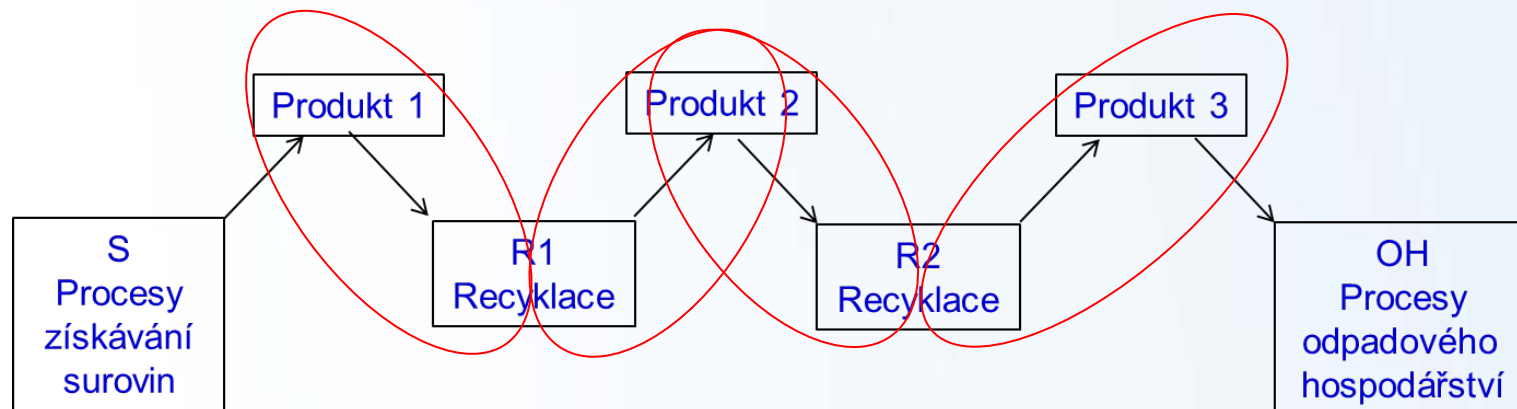 Produkt 1
Produkt 2
Produkt 3
S
Procesy
získávání
surovin
R1
Recyklace
R2
Recyklace
OH
Procesy
odpadového
hospodářství